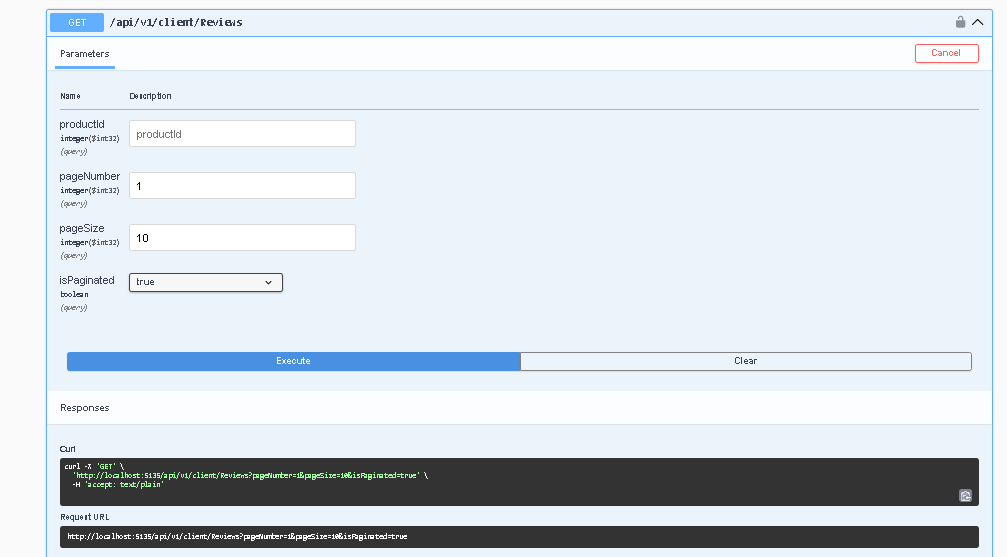 GET /api/v1/client/Reviews
Parameters
Cancel
Name Description
productId
integer($int32)
(query)
productId
pageNumber
integer($int32)
(query)
1
pageSize
integer($int32)
(query)
10
isPaginated
boolean
(query)
true
Execute Clear
Responses
Curl
curl -X 'GET' \
'http://localhost:5135/api/v1/client/Reviews?pageNumber=1&pageSize=10&isPaginated=true' \
-H 'accept: text/plain'
Request URL
http://localhost:5135/api/v1/client/Reviews?pageNumber=1&pageSize=10&isPaginated=true